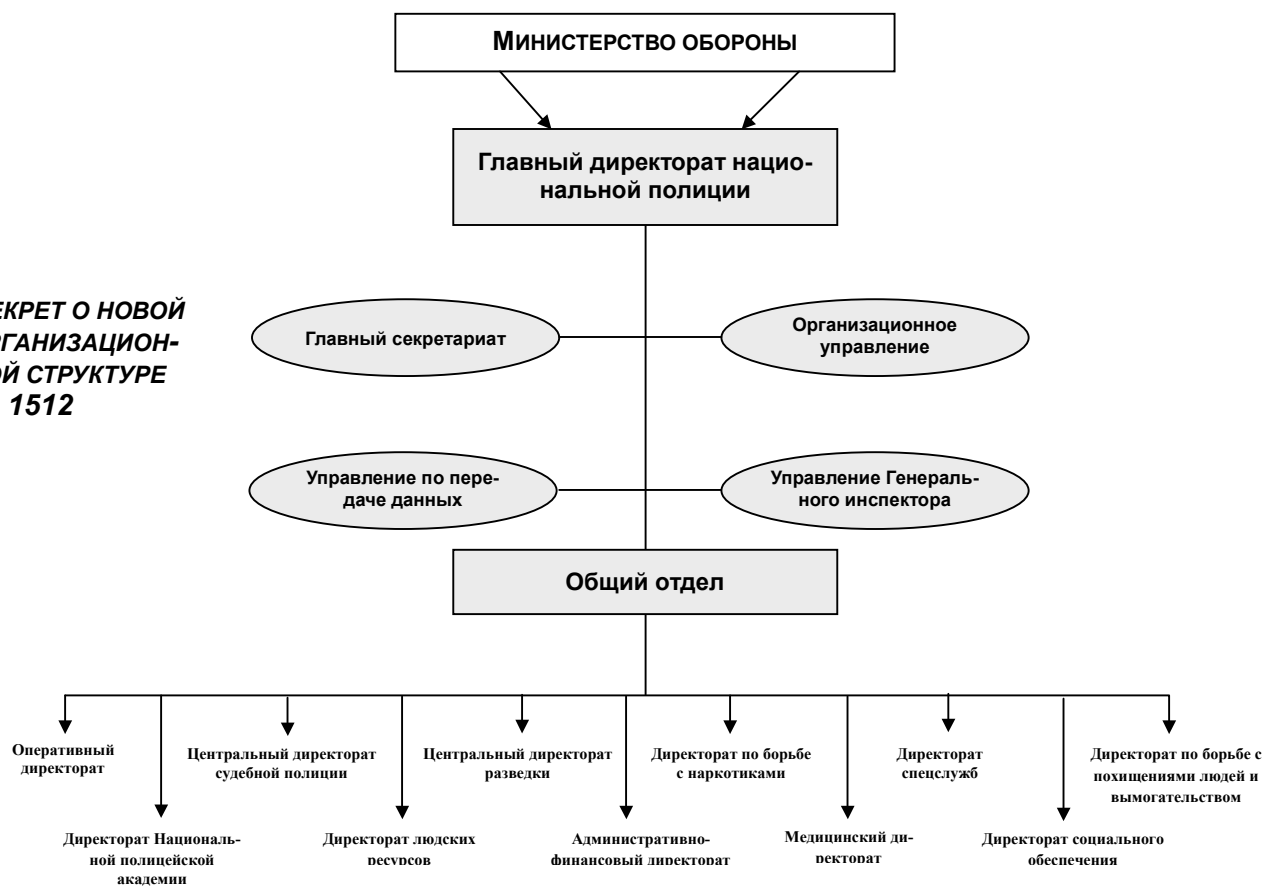 МИНИСТЕРСТВО ОБОРОНЫ
Главный директорат нацио-
нальной полиции
ЕКРЕТ О НОВОЙ
РГАНИЗАЦИОН-
ОЙ СТРУКТУРЕ
1512
Главный секретариат
Организационное
управление
Управление по пере-
даче данных
Управление Генераль-
ного инспектора
Общий отдел
Оперативный
директорат
Центральный директорат
судебной полиции
Центральный директорат
разведки
Директорат по борьбе
с наркотиками
Директорат
спецслужб
Директорат по борьбе с
похищениями людей и
вымогательством
Директорат Националь-
ной полицейской
академии
Директорат людских
ресурсов
Административно-
финансовый директорат
Медицинский ди-
ректорат
Директорат социального
обеспечения